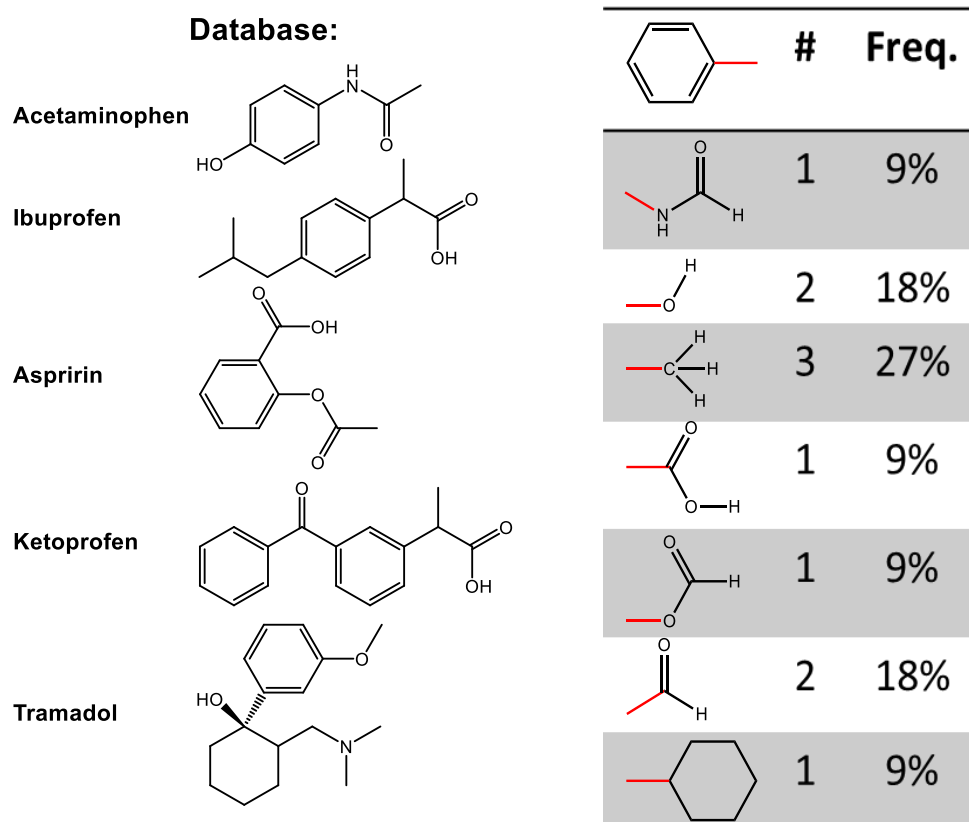 Database:
Acetaminophen
H
N
O
HO
Ibuprofen
O
OH
Aspririn
O
OH
O
O
Ketoprofen
O
O
OH
Tramadol
O
HO
N
# Freq.
O
N
H
H
1 9%
H
O
2 18%
H
C H
H
3 27%
O
O H
1 9%
O
H
O
1 9%
O
H
2 18%
1 9%